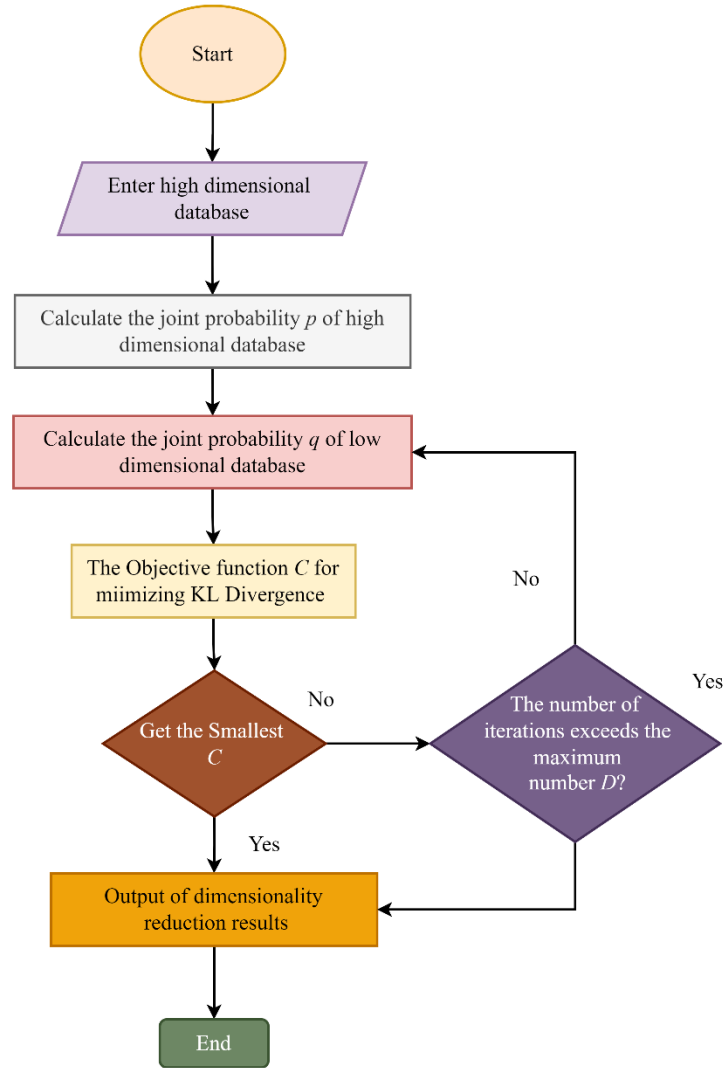 Start
Enter high dimensional
database
Calculate the joint probability p of high
dimensional database
Calculate the joint probability q of low
dimensional database
The Objective function C for
miimizing KL Divergence
No
Yes
No
Get the Smallest
C
The number of
iterations exceeds the
maximum
number D?
Yes
Output of dimensionality
reduction results
End